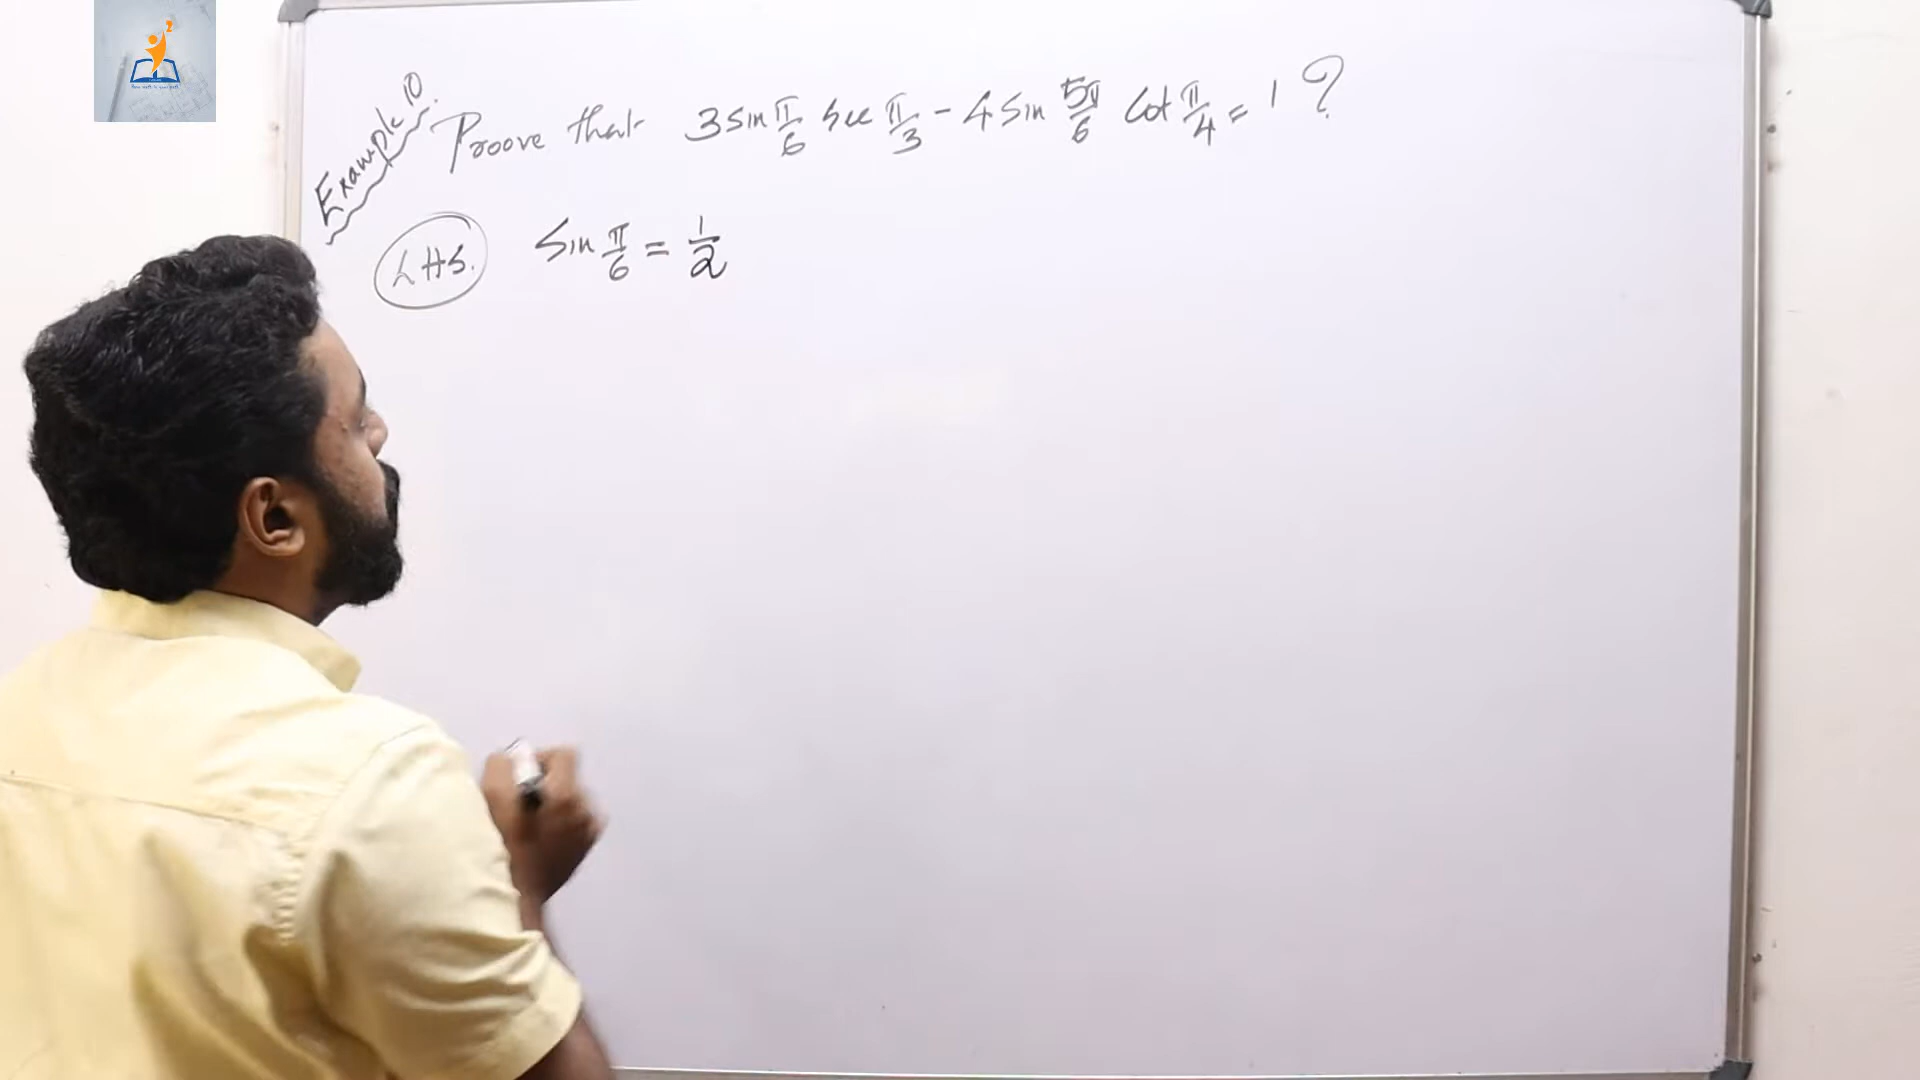 Example 10.
Proove that 3 sin π/6 sec π/3 - 4 sin 5π/6 cot π/4 = 1 ?
LHS. sin π/6 = 1/2